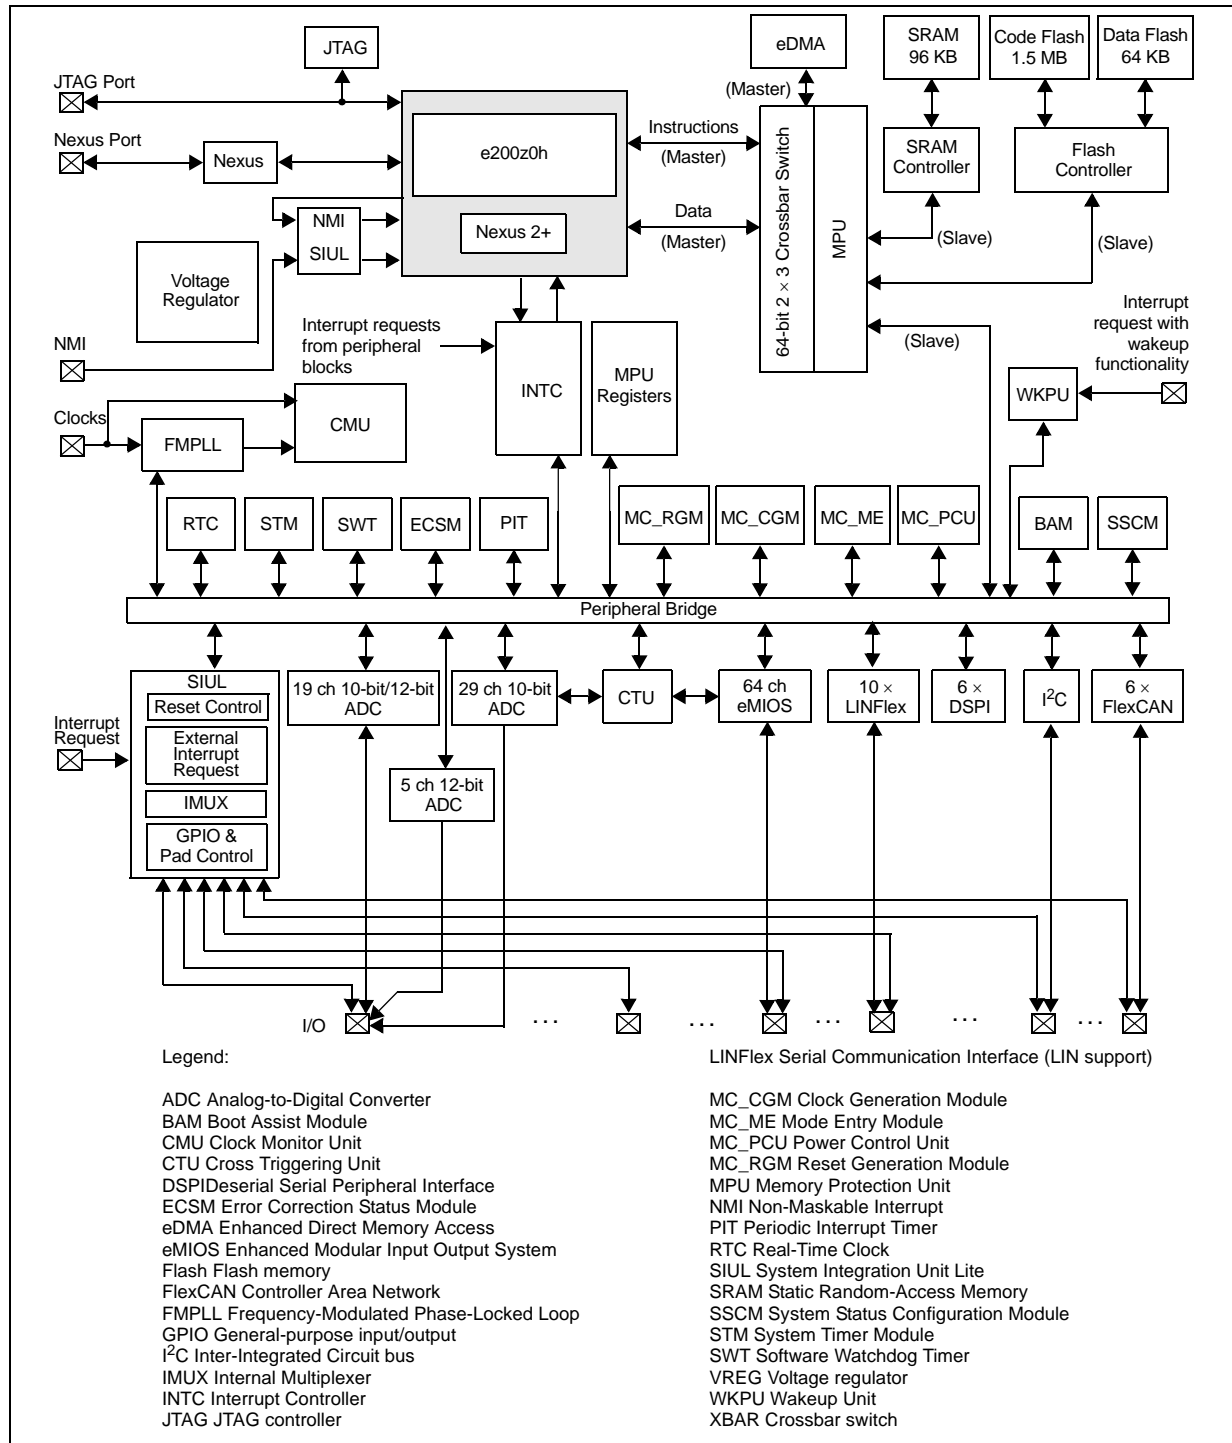 JTAG
eDMA
SRAM
96 KB
Code Flash
1.5 MB
Data Flash
64 KB
JTAG Port
(Master)
Nexus Port
Nexus
e200z0h
Instructions
(Master)
64-bit 2 × 3 Crossbar Switch
MPU
SRAM
Controller
Flash
Controller
NMI
SIUL
Nexus 2+
Data
(Master)
(Slave)
(Slave)
Voltage
Regulator
Interrupt requests
from peripheral
blocks
INTC
MPU
Registers
(Slave)
Interrupt
request with
wakeup
functionality
NMI
WKPU
Clocks
FMPLL
CMU
RTC
STM
SWT
ECSM
PIT
MC_RGM
MC_CGM
MC_ME
MC_PCU
BAM
SSCM
Peripheral Bridge
SIUL
Reset Control
External
Interrupt
Request
IMUX
GPIO &
Pad Control
Interrupt
Request
19 ch 10-bit/12-bit
ADC
29 ch 10-bit
ADC
CTU
64 ch
eMIOS
10 ×
LINFlex
6 ×
DSPI
I2C
6 ×
FlexCAN
5 ch 12-bit
ADC
I/O
. . .
. . .
. . .
. . .
. . .
Legend:
ADC Analog-to-Digital Converter
BAM Boot Assist Module
CMU Clock Monitor Unit
CTU Cross Triggering Unit
DSPIDeserial Serial Peripheral Interface
ECSM Error Correction Status Module
eDMA Enhanced Direct Memory Access
eMIOS Enhanced Modular Input Output System
Flash Flash memory
FlexCAN Controller Area Network
FMPLL Frequency-Modulated Phase-Locked Loop
GPIO General-purpose input/output
I2C Inter-Integrated Circuit bus
IMUX Internal Multiplexer
INTC Interrupt Controller
JTAG JTAG controller
LINFlex Serial Communication Interface (LIN support)
MC_CGM Clock Generation Module
MC_ME Mode Entry Module
MC_PCU Power Control Unit
MC_RGM Reset Generation Module
MPU Memory Protection Unit
NMI Non-Maskable Interrupt
PIT Periodic Interrupt Timer
RTC Real-Time Clock
SIUL System Integration Unit Lite
SRAM Static Random-Access Memory
SSCM System Status Configuration Module
STM System Timer Module
SWT Software Watchdog Timer
VREG Voltage regulator
WKPU Wakeup Unit
XBAR Crossbar switch